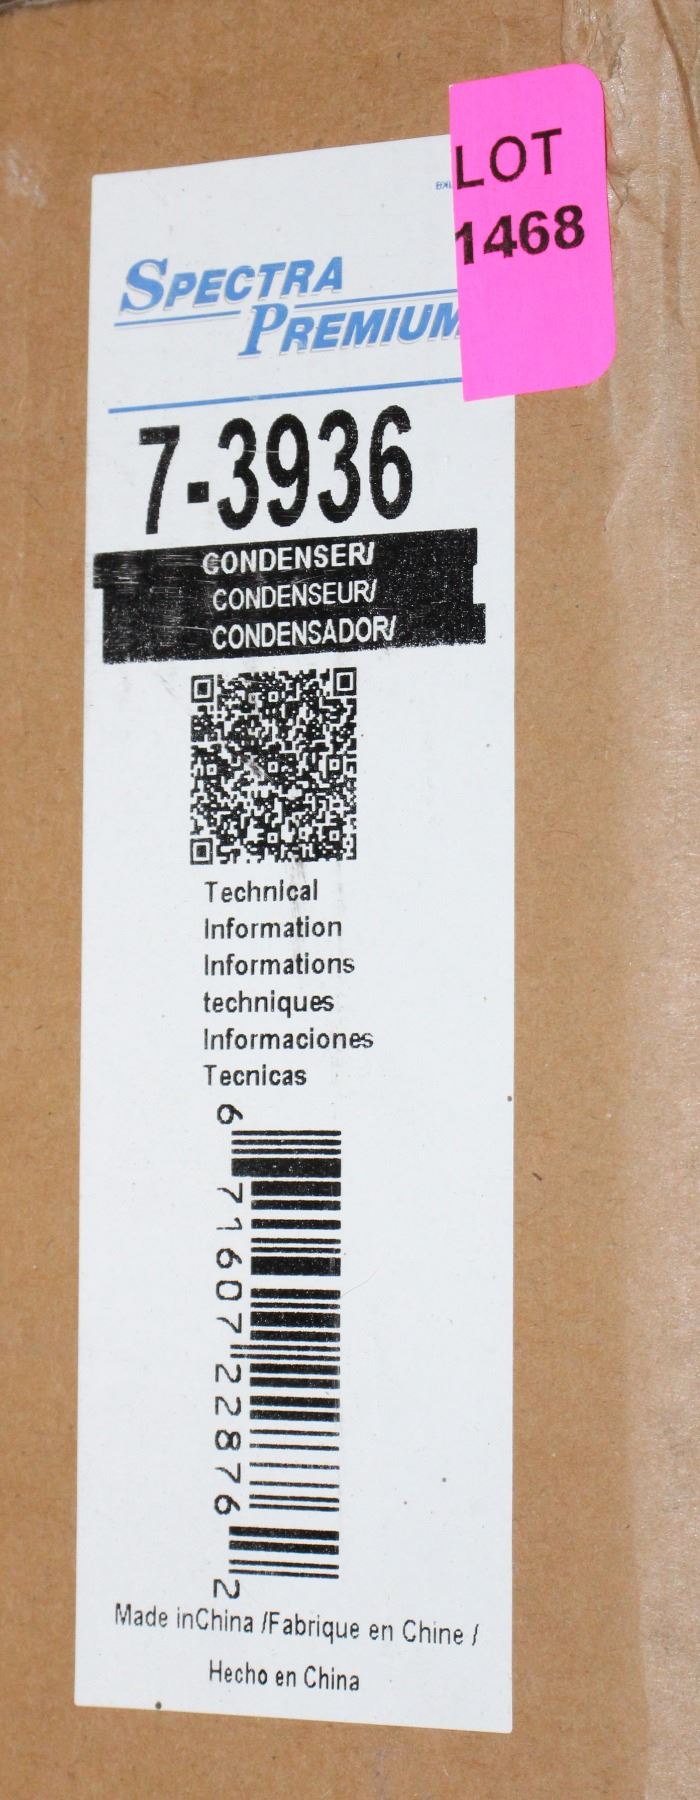 LOT
1468
SPECTRA
PREMIUM
7-3936
CONDENSER/
CONDENSEUR/
CONDENSADOR/
Technical
Information
Informations
techniques
Informaciones
Tecnicas
6 71607 22876 2
Made inChina /Fabrique en Chine /
Hecho en China